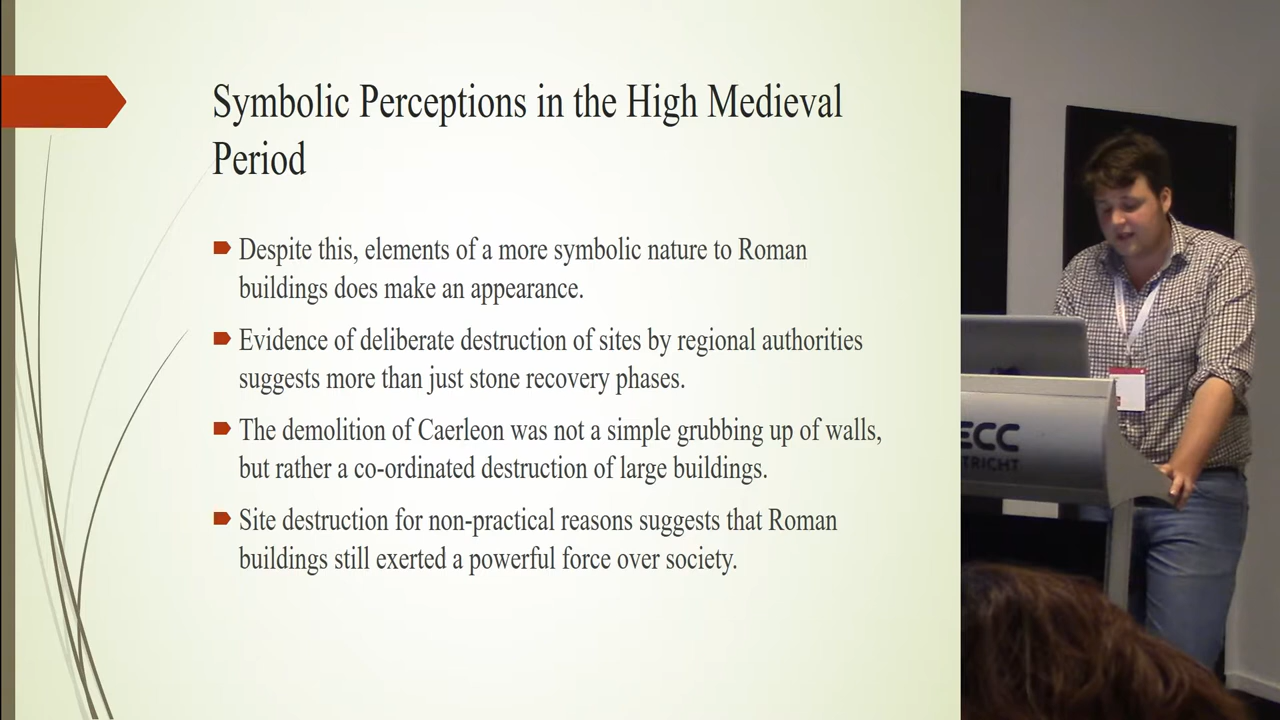 Symbolic Perceptions in the High Medieval
Period
Despite this, elements of a more symbolic nature to Roman
buildings does make an appearance.
Evidence of deliberate destruction of sites by regional authorities
suggests more than just stone recovery phases.
The demolition of Caerleon was not a simple grubbing up of walls,
but rather a co-ordinated destruction of large buildings.
Site destruction for non-practical reasons suggests that Roman
buildings still exerted a powerful force over society.
ECC
TRICHT